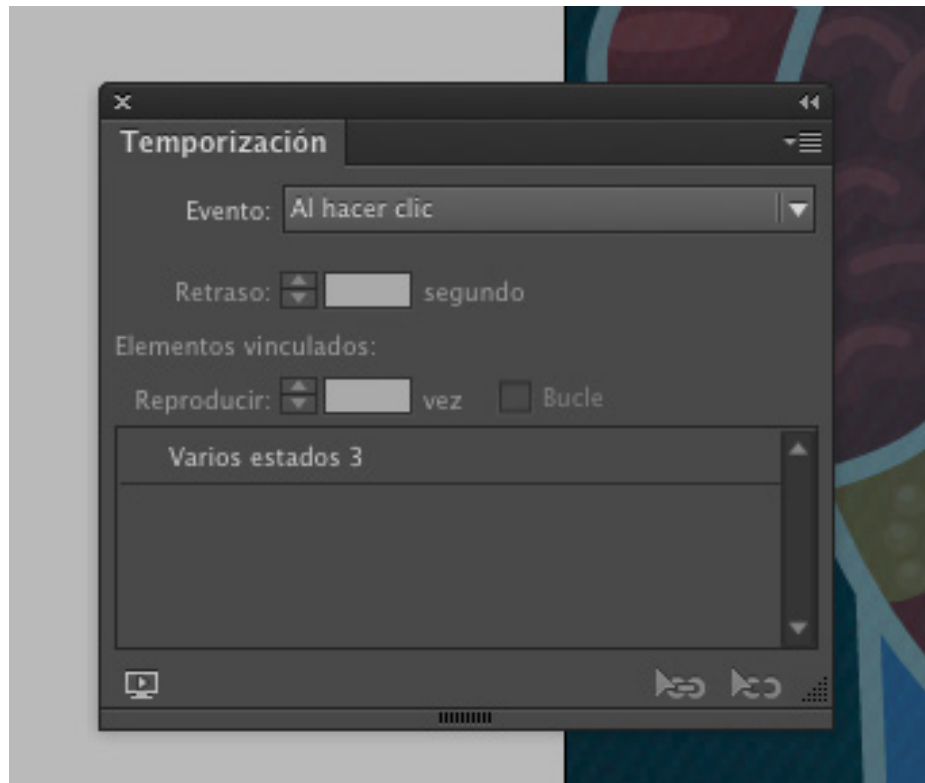 Temporización
Evento: Al hacer clic
Retraso: segundo
Elementos vinculados:
Reproducir: vez Bucle
Varios estados 3